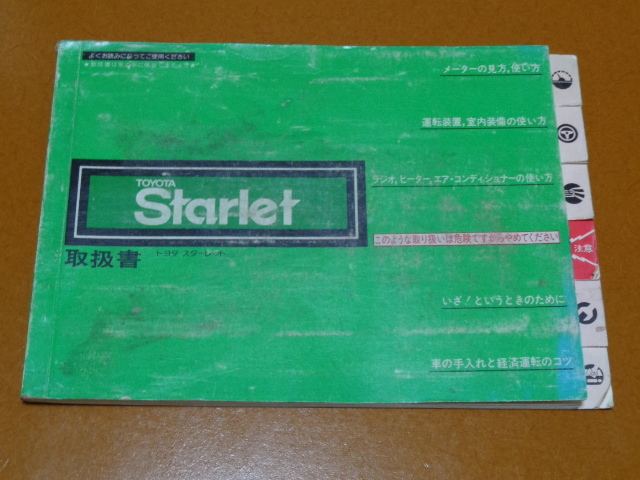 よくお読みになってご使用ください
TOYOTA
Starlet
取扱書
トヨタ スターレット
メーターの見方，使い方
運転装置，室内装備の使い方
ラジオ，ヒーター，エア・コンディショナーの使い方
このような取り扱いは危険ですからやめてください
いざ！というときのために
車の手入れと経済運転のコツ
注意